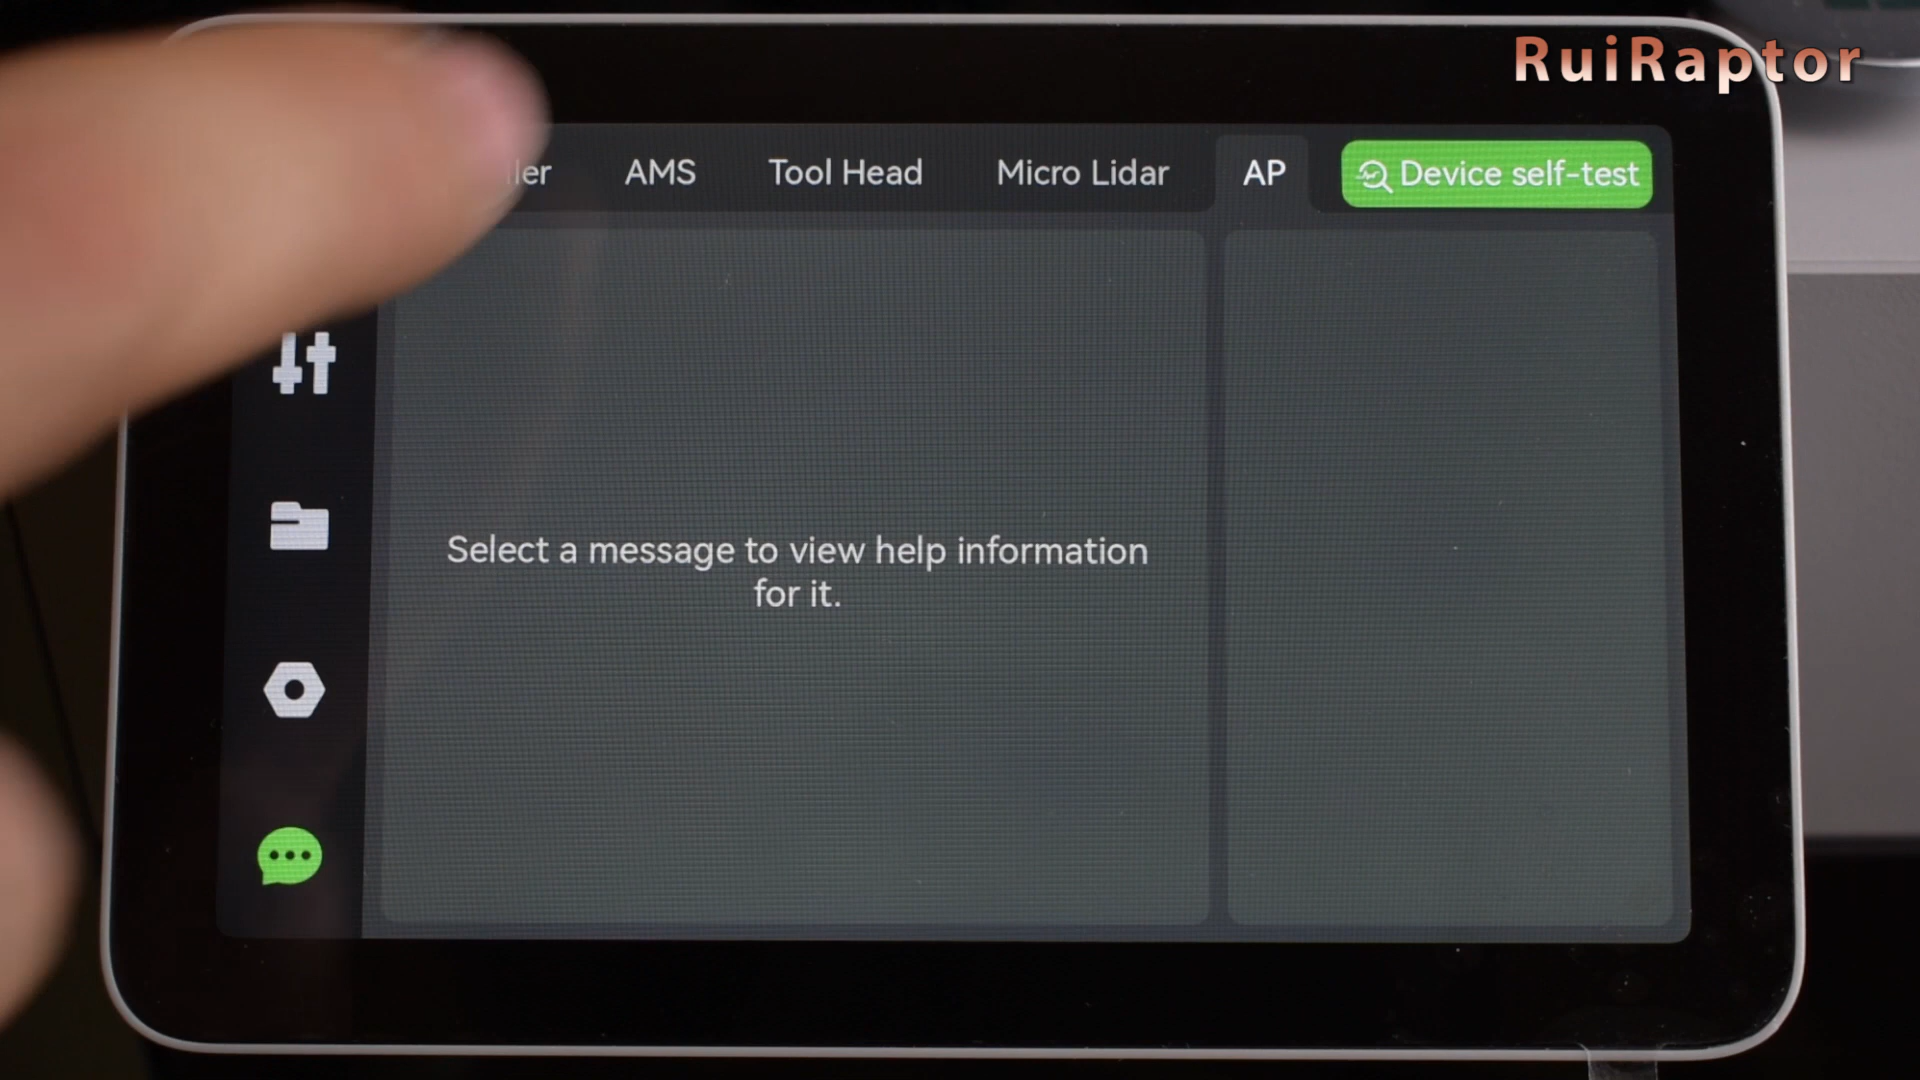 RuiRaptor
AMS Tool Head Micro Lidar AP Device self-test
Select a message to view help information
for it.